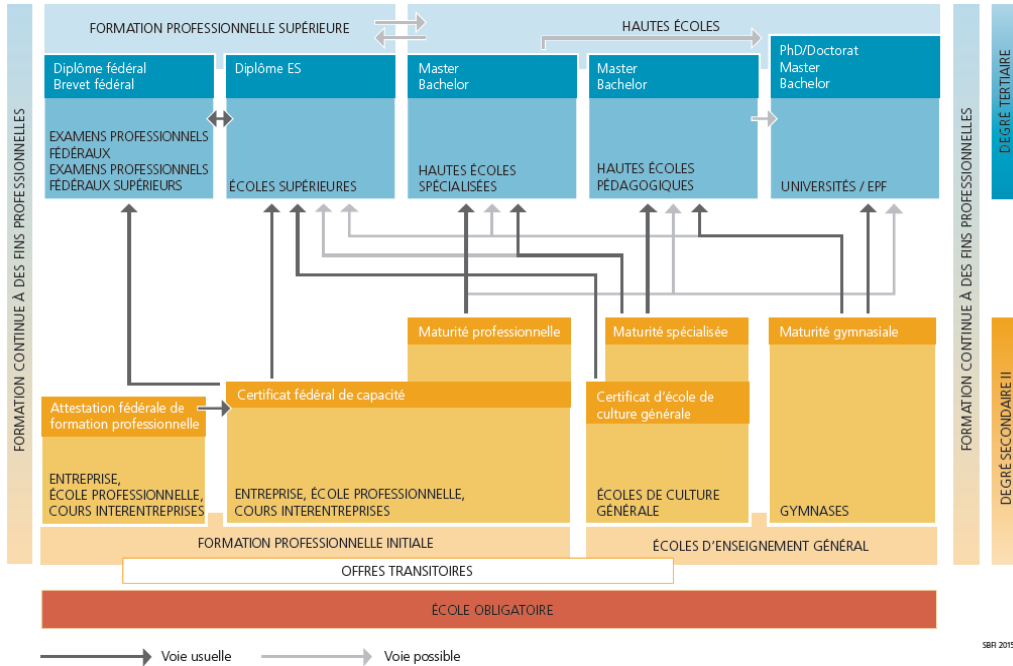 FORMATION PROFESSIONNELLE SUPÉRIEURE
HAUTES ÉCOLES
Diplôme fédéral
Brevet fédéral
EXAMENS PROFESSIONNELS
FÉDÉRAUX
EXAMENS PROFESSIONNELS
FÉDÉRAUX SUPÉRIEURS
Diplôme ES
ÉCOLES SUPÉRIEURES
Master
Bachelor
HAUTES ÉCOLES
SPÉCIALISÉES
Master
Bachelor
HAUTES ÉCOLES
PÉDAGOGIQUES
PhD/Doctorat
Master
Bachelor
UNIVERSITÉS / EPF
FORMATION CONTINUE À DES FINS PROFESSIONNELLES
FORMATION CONTINUE À DES FINS PROFESSIONNELLES
DEGRÉ TERTIAIRE
DEGRÉ SECONDAIRE II
Maturité professionnelle
Maturité spécialisée
Maturité gymnasiale
Attestation fédérale de
formation professionnelle
Certificat fédéral de capacité
Certificat d'école de
culture générale
ENTREPRISE,
ÉCOLE PROFESSIONNELLE,
COURS INTERENTREPRISES
ENTREPRISE, ÉCOLE PROFESSIONNELLE,
COURS INTERENTREPRISES
ÉCOLES DE CULTURE
GÉNÉRALE
GYMNASES
FORMATION PROFESSIONNELLE INITIALE
ÉCOLES D'ENSEIGNEMENT GÉNÉRAL
OFFRES TRANSITOIRES
ÉCOLE OBLIGATOIRE
Voie usuelle
Voie possible
SBFI 2015